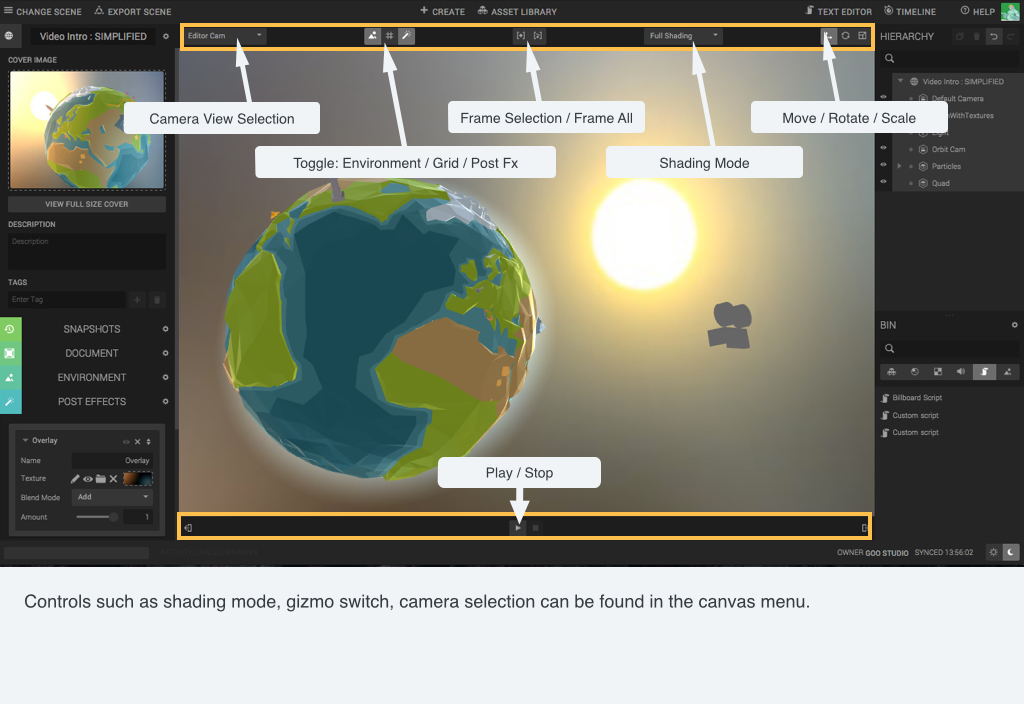 CHANGE SCENE
EXPORT SCENE
CREATE
ASSET LIBRARY
TEXT EDITOR
TIMELINE
HELP
Video Intro : SIMPLIFIED
Editor Cam
Full Shading
HIERARCHY
COVER IMAGE
Camera View Selection
Frame Selection / Frame All
Move / Rotate / Scale
Toggle: Environment / Grid / Post Fx
Shading Mode
Video Intro : SIMPLIFIED
Default Camera
WithTextures
Light
Orbit Cam
Particles
Quad
VIEW FULL SIZE COVER
DESCRIPTION
Description
TAGS
Enter Tag
SNAPSHOTS
DOCUMENT
ENVIRONMENT
POST EFFECTS
BIN
Billboard Script
Custom script
Custom script
Overlay
Name
Overlay
Texture
Blend Mode
Add
Amount
1
Play / Stop
OWNER GOO STUDIO
SYNCED 13:56:02
Controls such as shading mode, gizmo switch, camera selection can be found in the canvas menu.